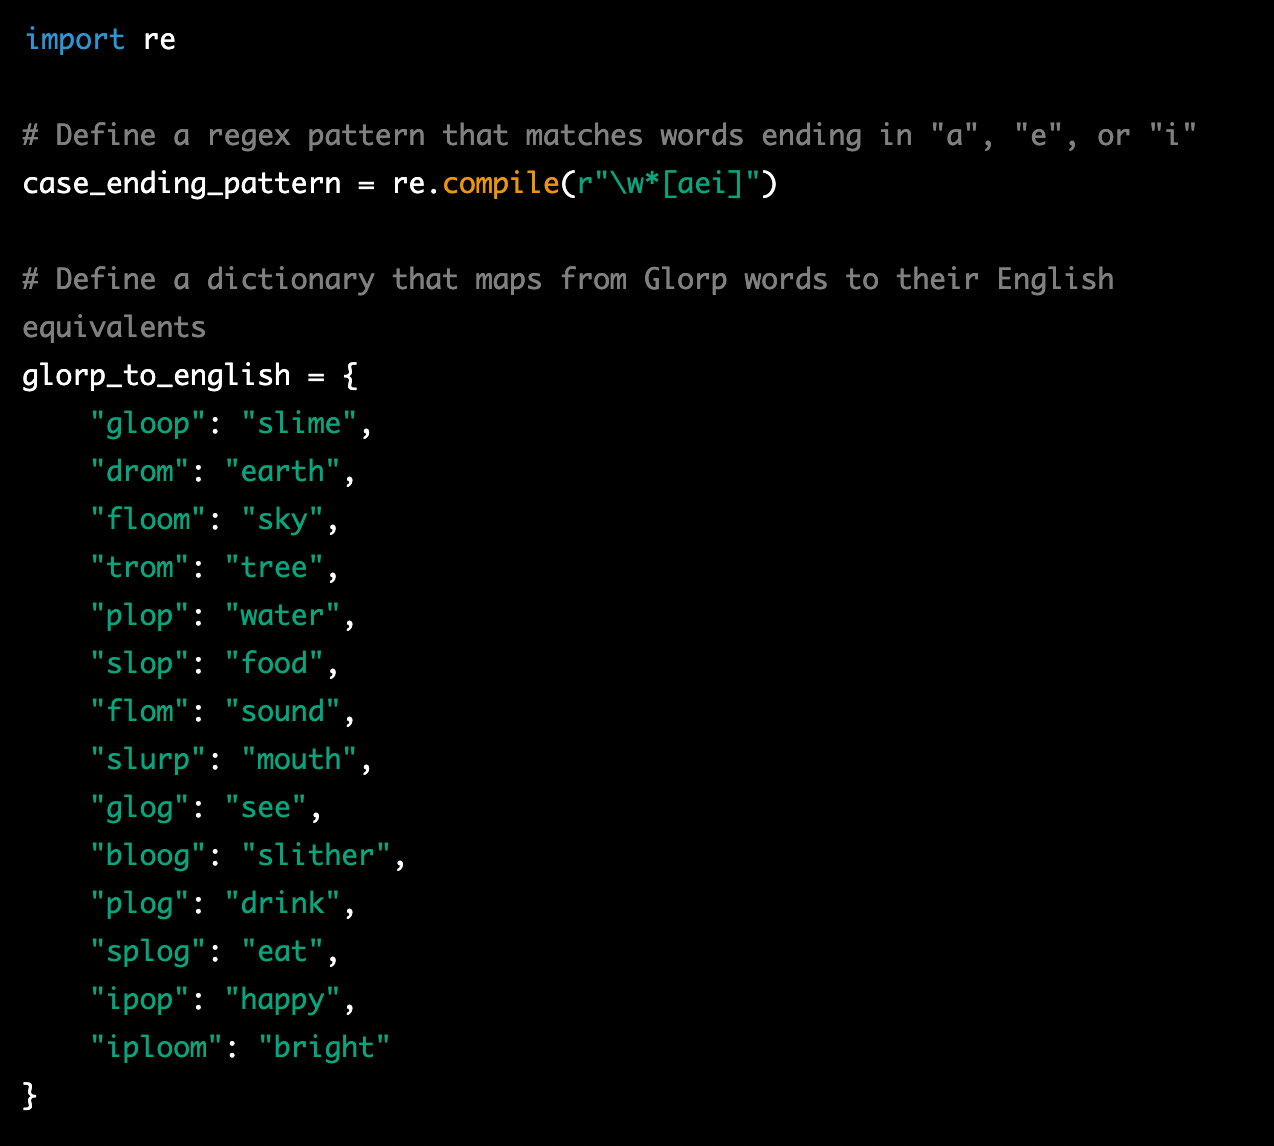 import re
# Define a regex pattern that matches words ending in "a", "e", or "i"
case_ending_pattern = re.compile(r"\w*[aei]")
# Define a dictionary that maps from Glorp words to their English
equivalents
glorp_to_english = {
    "gloop": "slime",
    "drom": "earth",
    "floom": "sky",
    "trom": "tree",
    "plop": "water",
    "slop": "food",
    "flom": "sound",
    "slurp": "mouth",
    "glog": "see",
    "bloog": "slither",
    "plog": "drink",
    "splog": "eat",
    "ipop": "happy",
    "iploom": "bright"
}